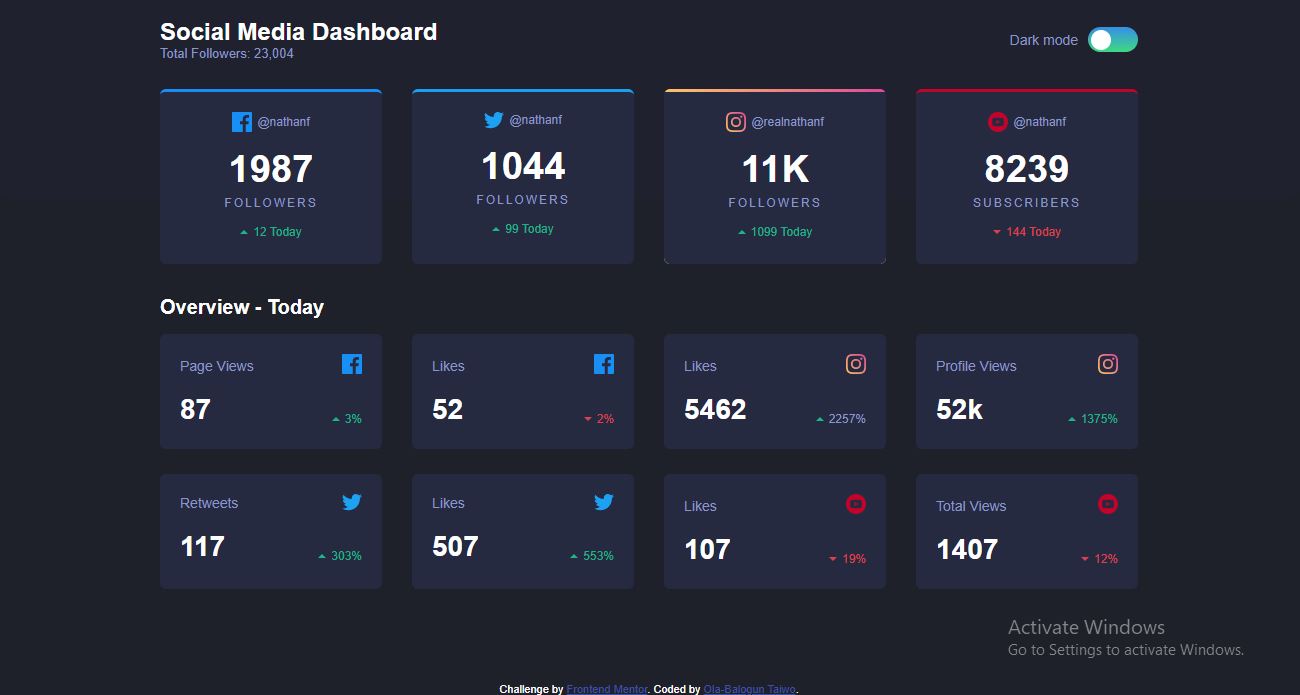 Social Media Dashboard
Total Followers: 23,004
Dark mode
@nathanf
1987
FOLLOWERS
12 Today
@nathanf
1044
FOLLOWERS
99 Today
@realnathanf
11K
FOLLOWERS
1099 Today
@nathanf
8239
SUBSCRIBERS
144 Today
Overview - Today
Page Views
87
3%
Likes
52
2%
Likes
5462
2257%
Profile Views
52k
1375%
Retweets
117
303%
Likes
507
553%
Likes
107
19%
Total Views
1407
12%
Activate Windows
Go to Settings to activate Windows.
Challenge by Frontend Mentor. Coded by Ola-Balogun Taiwo.